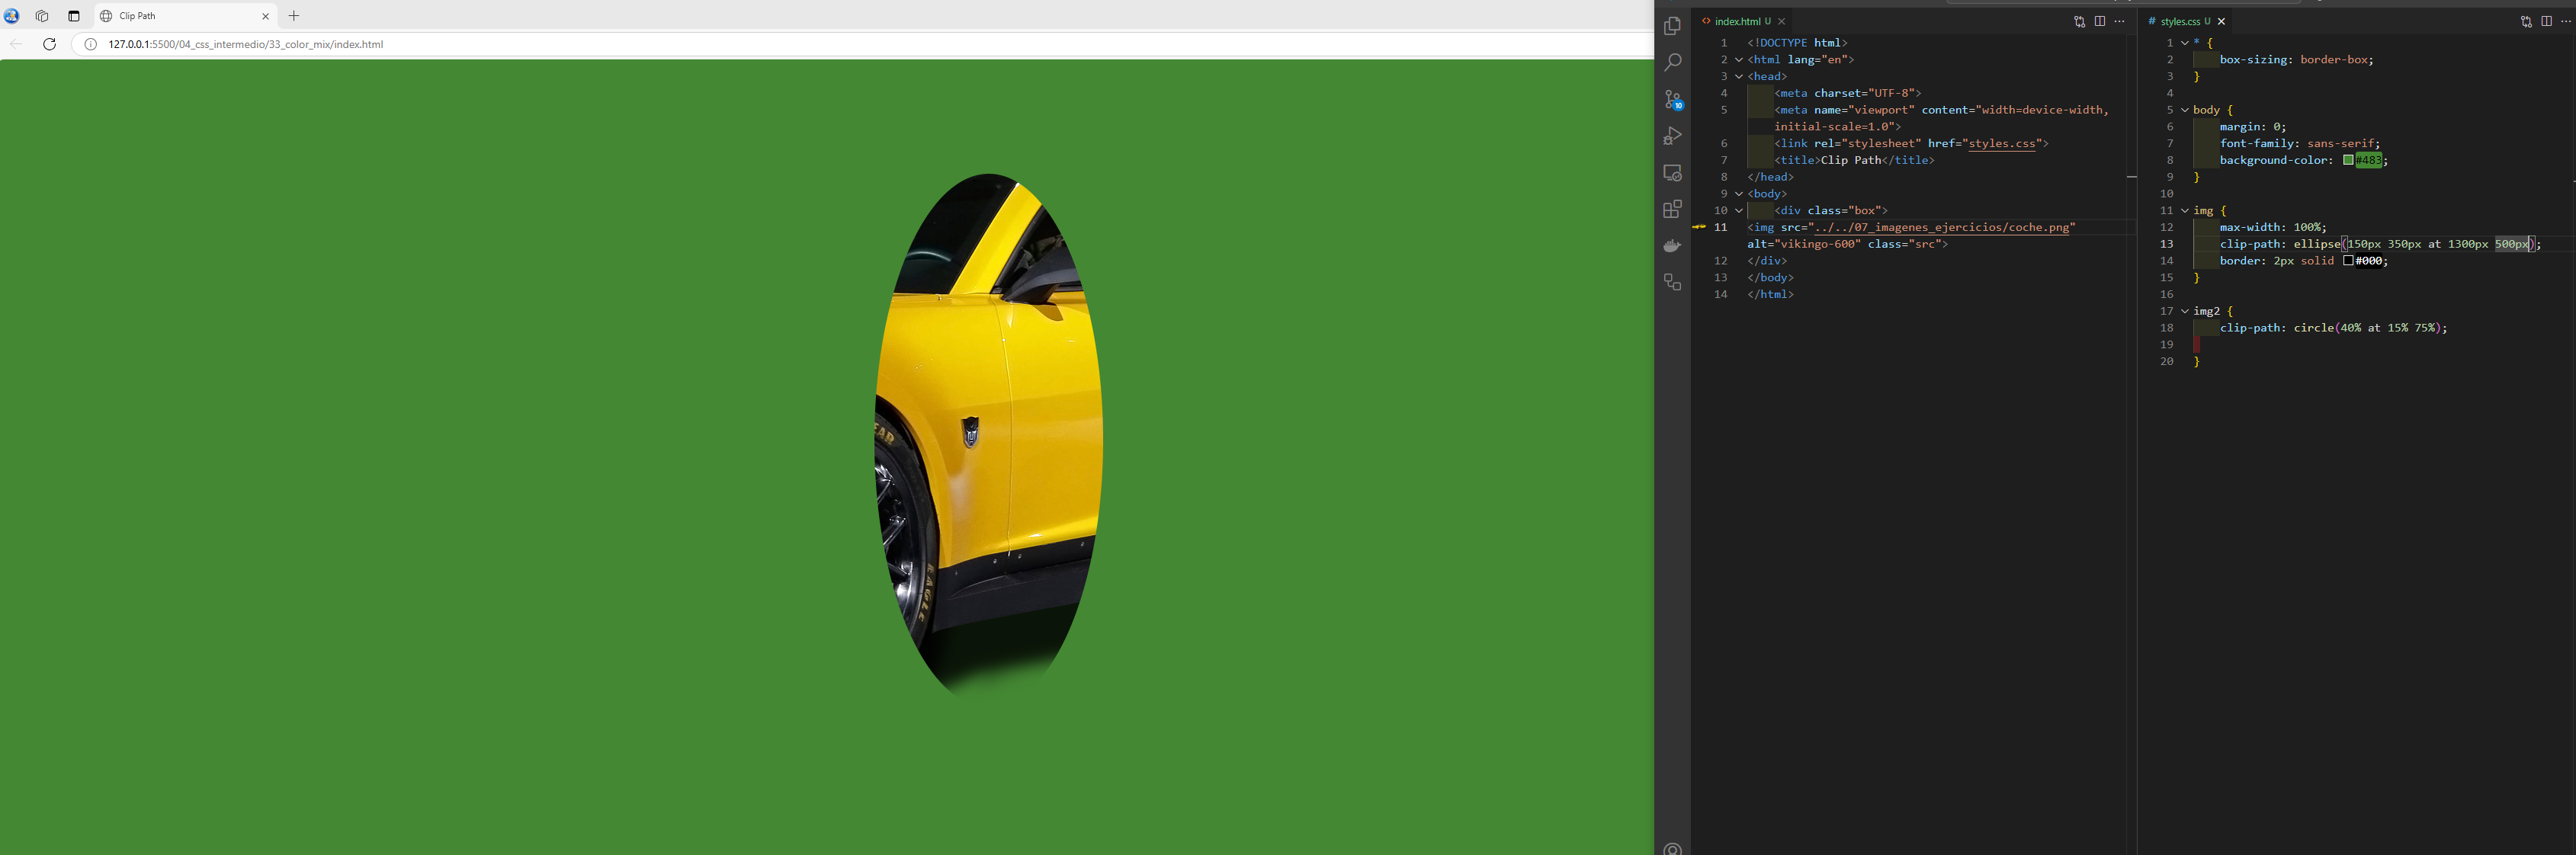 Clip Path
127.0.0.1:5500/04_css_intermedio/33_color_mix/index.html
EAR
EAGLE
index.html U
1 <!DOCTYPE html>
2 <html lang="en">
3 <head>
4 <meta charset="UTF-8">
5 <meta name="viewport" content="width=device-width,
initial-scale=1.0">
6 <link rel="stylesheet" href="styles.css">
7 <title>Clip Path</title>
8 </head>
9 <body>
10 <div class="box">
11 <img src="../../07_imagenes_ejercicios/coche.png"
alt="vikingo-600" class="src">
12 </div>
13 </body>
14 </html>
10
# styles.css U
1 * {
2 box-sizing: border-box;
3 }
4
5 body {
6 margin: 0;
7 font-family: sans-serif;
8 background-color: #483;
9 }
10
11 img {
12 max-width: 100%;
13 clip-path: ellipse(150px 350px at 1300px 500px);
14 border: 2px solid #000;
15 }
16
17 img2 {
18 clip-path: circle(40% at 15% 75%);
19
20 }